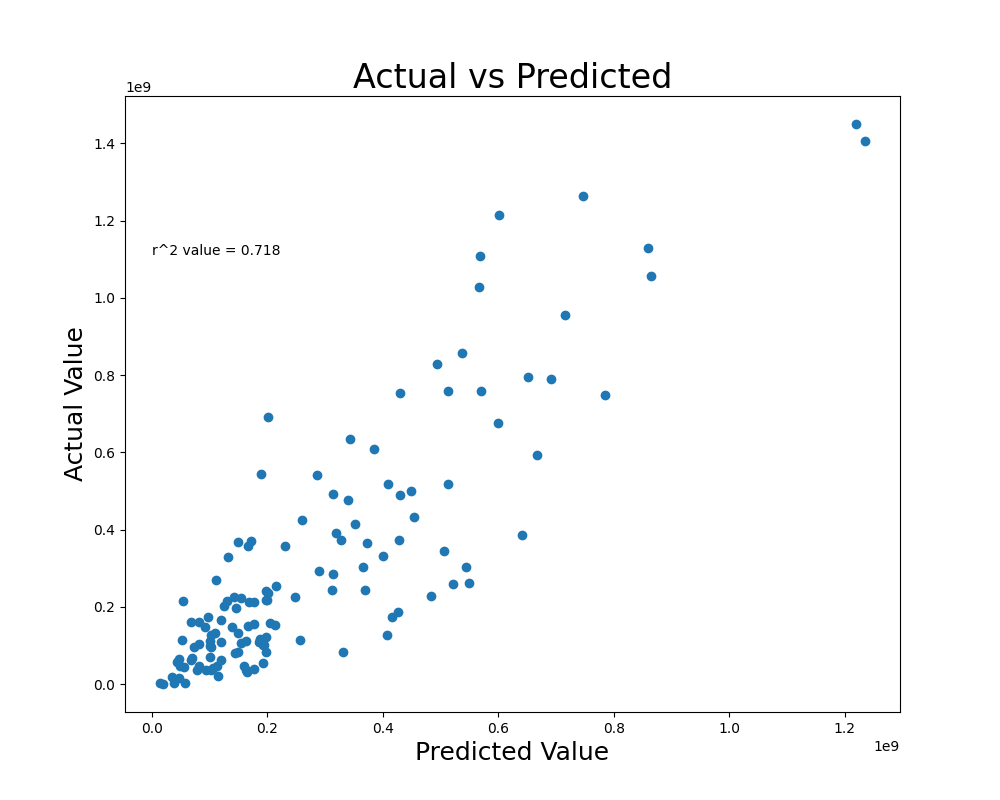 Actual vs Predicted
1e9
1.4
1.2
r^2 value = 0.718
1.0
0.8
0.6
0.4
0.2
0.0
Actual Value
0.0 0.2 0.4 0.6 0.8 1.0 1.2
1e9
Predicted Value